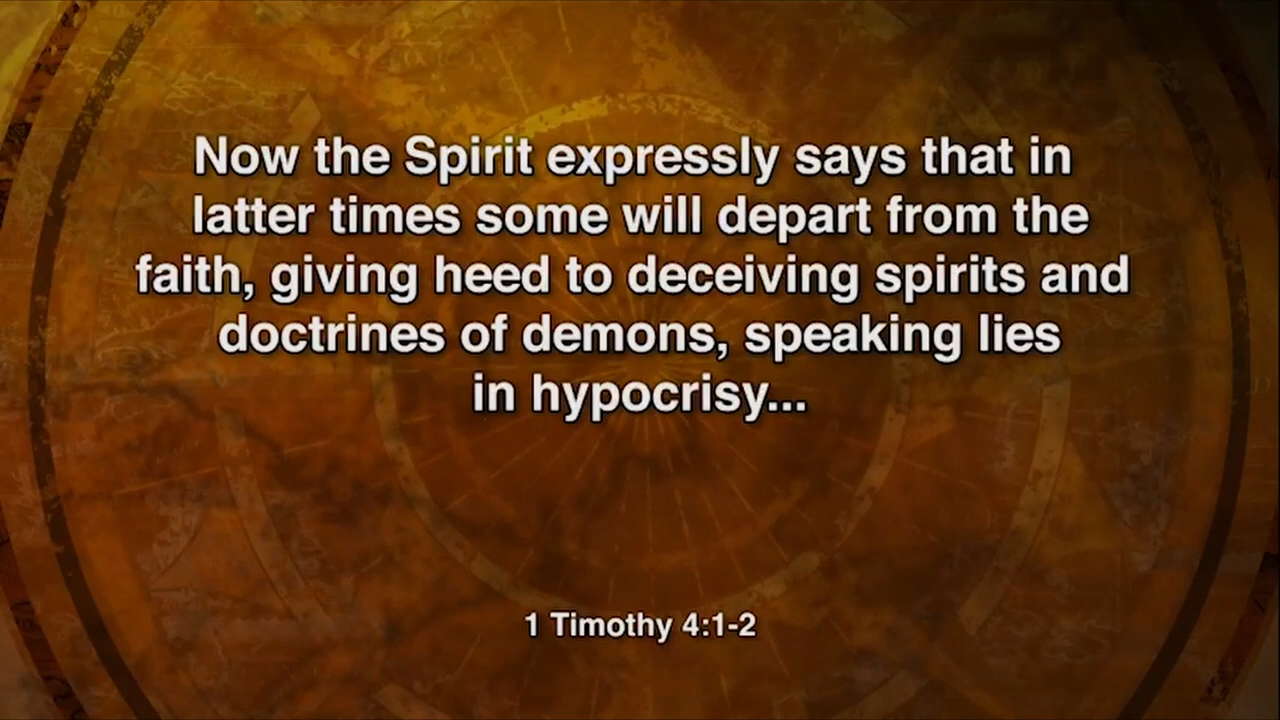 Now the Spirit expressly says that in
latter times some will depart from the
faith, giving heed to deceiving spirits and
doctrines of demons, speaking lies
in hypocrisy...
1 Timothy 4:1-2